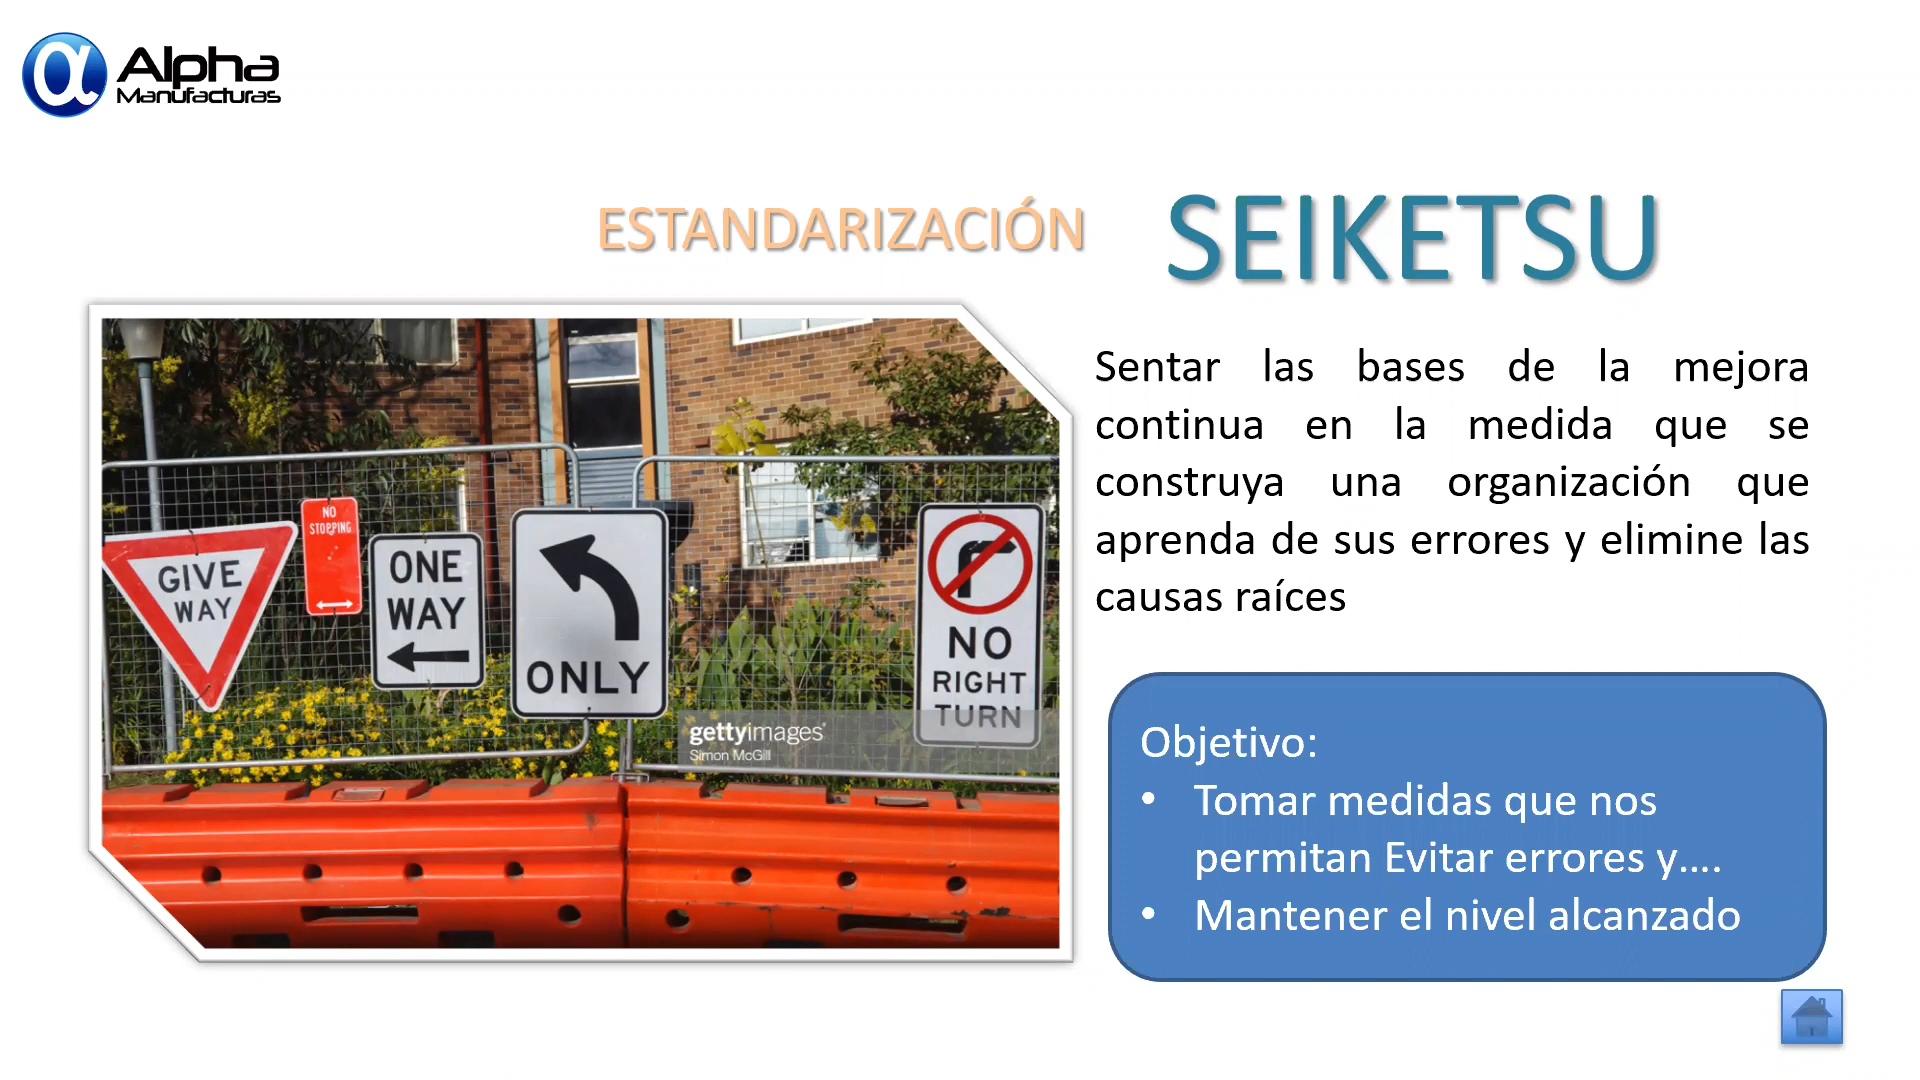 Alpha
Manufacturas
ESTANDARIZACIÓN
SEIKETSU
Sentar las bases de la mejora
continua en la medida que se
construya una organización que
aprenda de sus errores y elimine las
causas raíces
GIVE
WAY
NO
STOPPING
ONE
WAY
ONLY
NO
RIGHT
TURN
gettyimages
Simon McGill
Objetivo:
• Tomar medidas que nos
permitan Evitar errores y....
• Mantener el nivel alcanzado